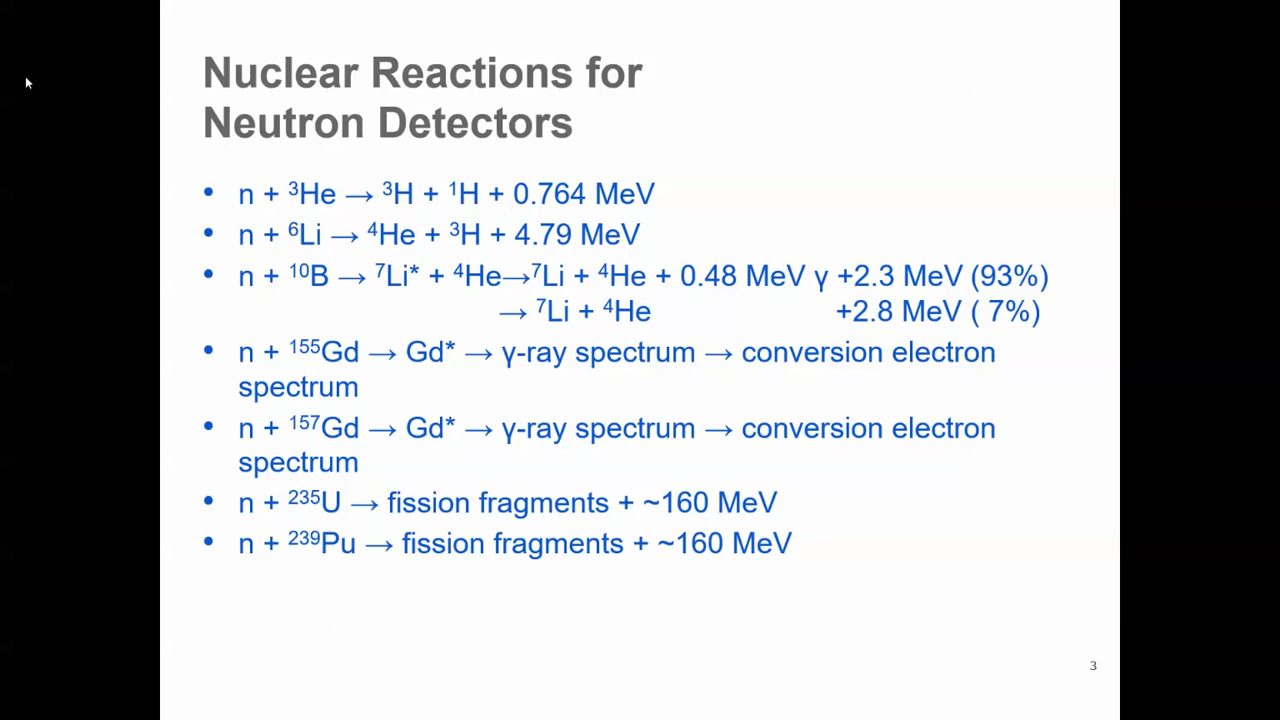 Nuclear Reactions for
Neutron Detectors
• n + ³He → ³H + ¹H + 0.764 MeV
• n + ⁶Li → ⁴He + ³H + 4.79 MeV
• n + ¹⁰B → ⁷Li* + ⁴He→⁷Li + ⁴He + 0.48 MeV γ +2.3 MeV (93%)
→ ⁷Li + ⁴He +2.8 MeV ( 7%)
• n + ¹⁵⁵Gd → Gd* → γ-ray spectrum → conversion electron
spectrum
• n + ¹⁵⁷Gd → Gd* → γ-ray spectrum → conversion electron
spectrum
• n + ²³⁵U → fission fragments + ~160 MeV
• n + ²³⁹Pu → fission fragments + ~160 MeV
3